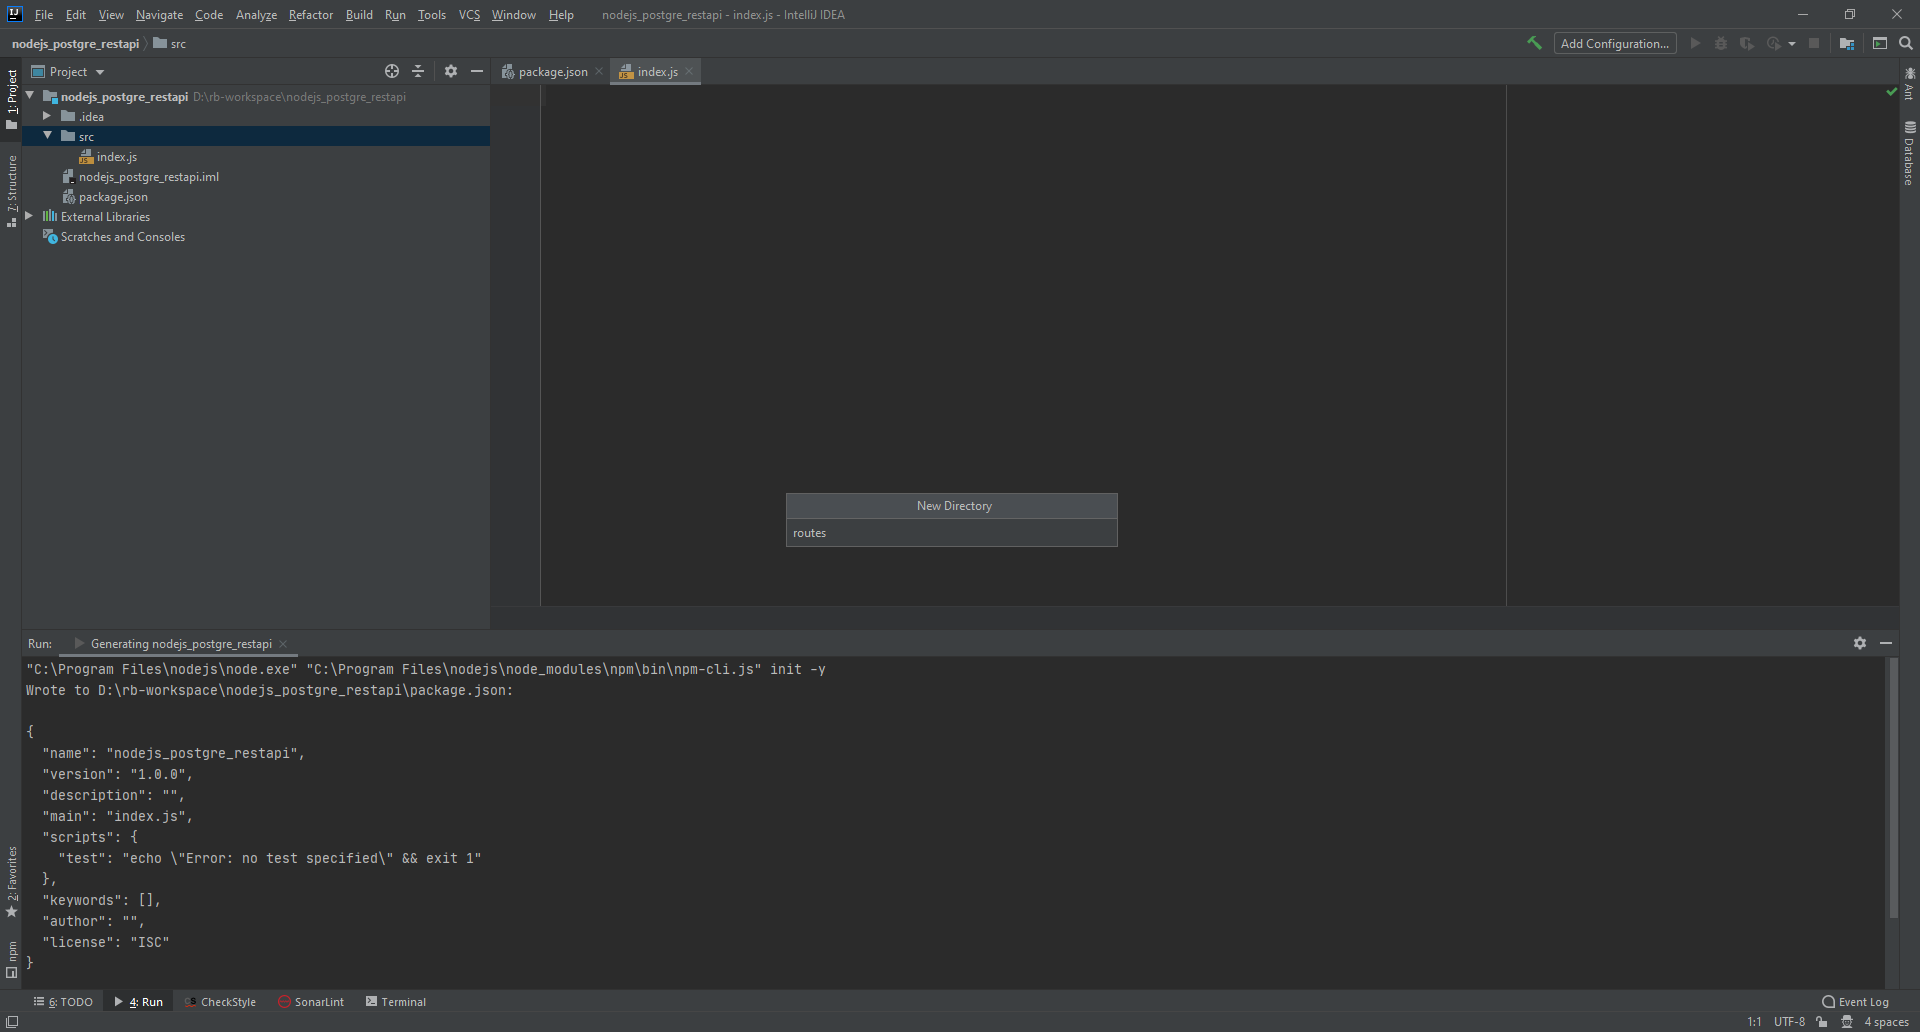 File Edit View Navigate Code Analyze Refactor Build Run Tools VCS Window Help nodejs_postgre_restapi - index.js - IntelliJ IDEA
nodejs_postgre_restapi src Add Configuration...
Project package.json index.js
1: Project
7: Structure
2: Favorites
npm
nodejs_postgre_restapi D:\rb-workspace\nodejs_postgre_restapi
.idea
src
index.js
nodejs_postgre_restapi.iml
package.json
External Libraries
Scratches and Consoles
Ant
Database
New Directory
routes
Run: Generating nodejs_postgre_restapi
"C:\Program Files\nodejs\node.exe" "C:\Program Files\nodejs\node_modules\npm\bin\npm-cli.js" init -y
Wrote to D:\rb-workspace\nodejs_postgre_restapi\package.json:
{
"name": "nodejs_postgre_restapi",
"version": "1.0.0",
"description": "",
"main": "index.js",
"scripts": {
"test": "echo \"Error: no test specified\" && exit 1"
},
"keywords": [],
"author": "",
"license": "ISC"
}
6: TODO 4: Run CheckStyle SonarLint Terminal Event Log
1:1 UTF-8 4 spaces